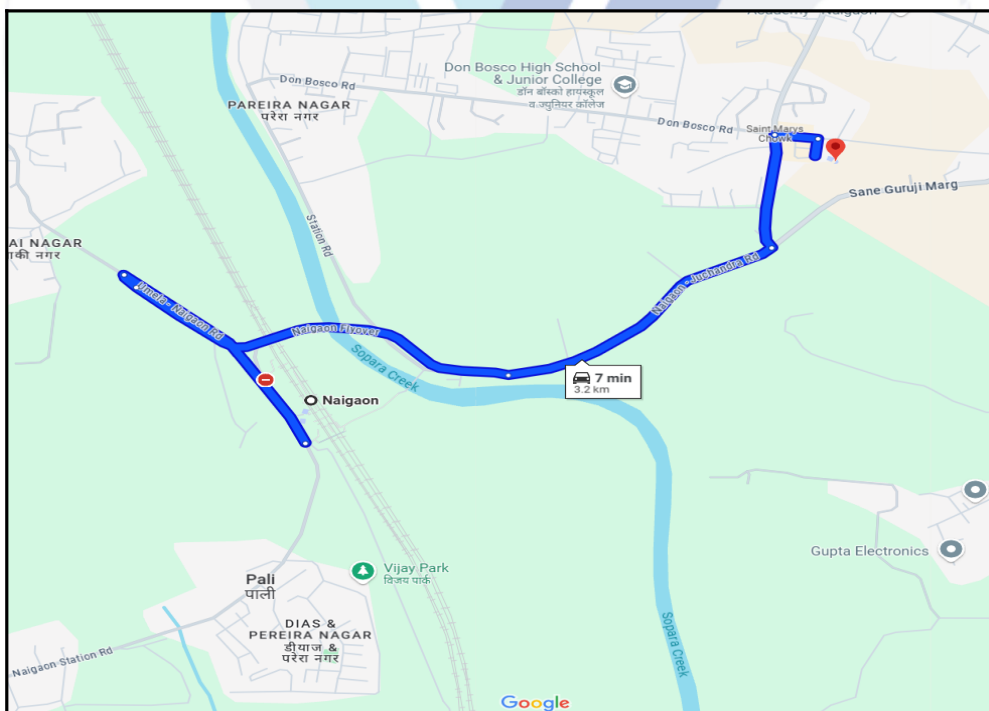 Academy - Naigaon
Don Bosco High School
& Junior College
डॉन बॉस्को हायस्कूल
व ज्युनियर कॉलेज
Don Bosco Rd
PAREIRA NAGAR
परेरा नगर
Don Bosco Rd
Saint Marys
Chowk
Sane Guruji Marg
Station Rd
AI NAGAR
ाकी नगर
Naigaon - Juchandra Rd
Umela - Naigaon Rd
Naigaon Flyover
Sopara Creek
7 min
3.2 km
Naigaon
Gupta Electronics
Vijay Park
विजय पार्क
Pali
पाली
DIAS &
PEREIRA NAGAR
डीयाज &
परेरा नगर
Sopara Creek
Naigaon Station Rd
Google